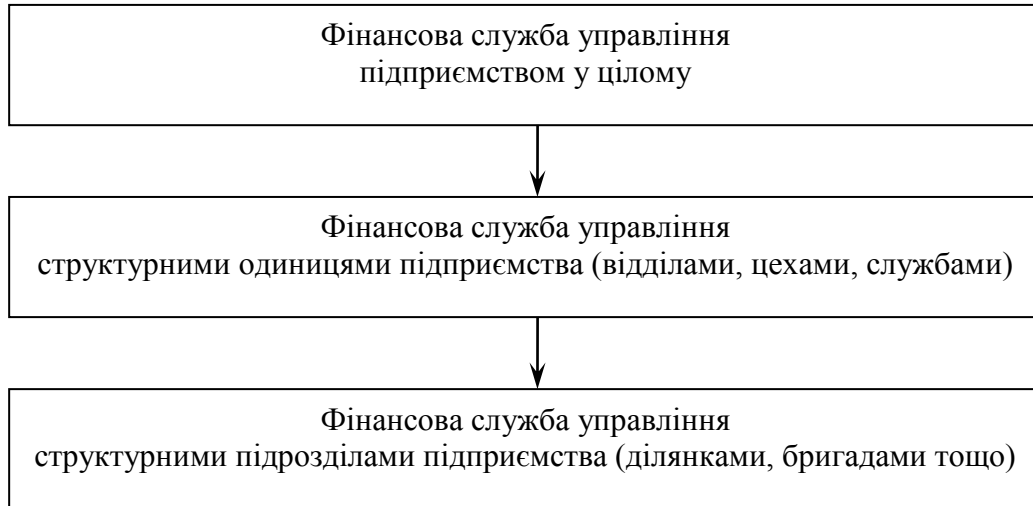 Фінансова служба управління
підприємством у цілому
Фінансова служба управління
структурними одиницями підприємства (відділами, цехами, службами)
Фінансова служба управління
структурними підрозділами підприємства (ділянками, бригадами тощо)